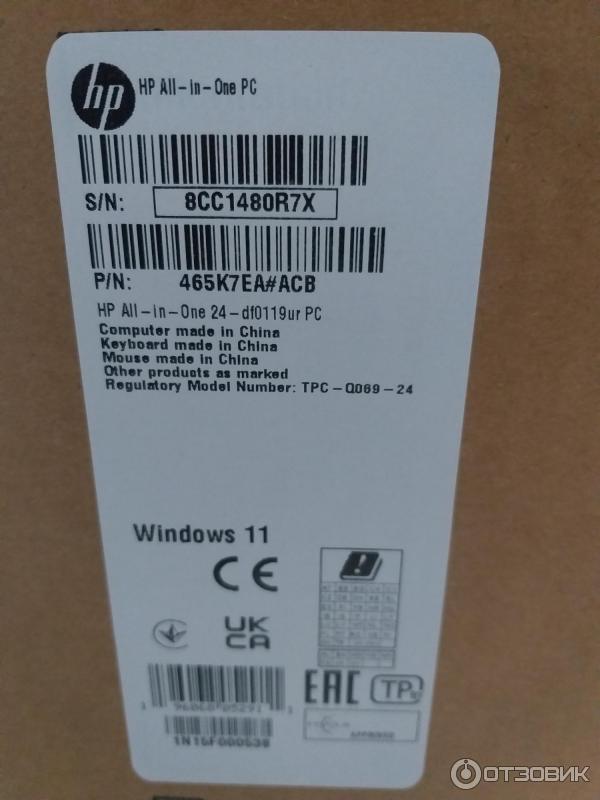 hp
HP All-in-One PC
S/N: 8CC1480R7X
P/N: 465K7EA#ACB
HP All-in-One 24-df0119ur PC
Computer made in China
Keyboard made in China
Mouse made in China
Other products as marked
Regulatory Model Number: TPC-Q069-24
Windows 11
CE
UK
CA
EAC
TP
1N15F000538
ОТЗОВИК